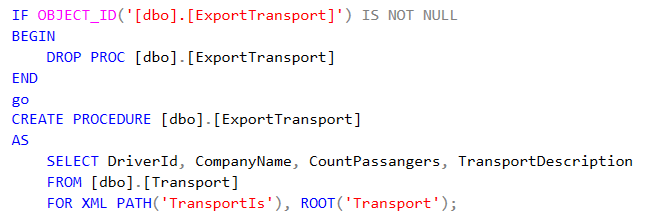 IF OBJECT_ID('[dbo].[ExportTransport]') IS NOT NULL
BEGIN
    DROP PROC [dbo].[ExportTransport]
END
go
CREATE PROCEDURE [dbo].[ExportTransport]
AS
    SELECT DriverId, CompanyName, CountPassangers, TransportDescription
    FROM [dbo].[Transport]
    FOR XML PATH('TransportIs'), ROOT('Transport');